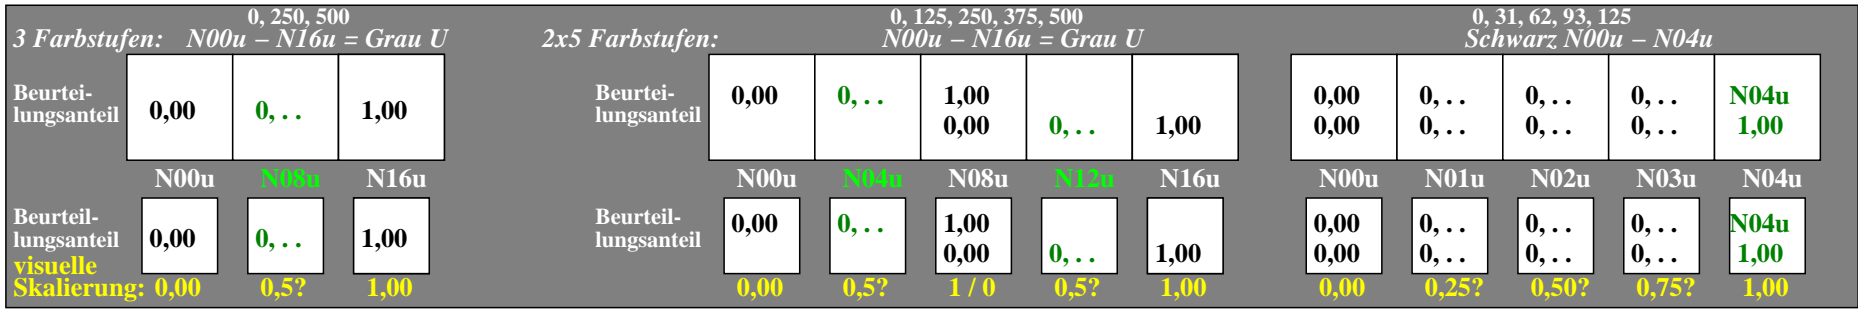 0, 250, 500
3 Farbstufen: N00u – N16u = Grau U
Beurtei-
lungsanteil
0,00 0, . . 1,00
N00u N08u N16u
Beurteil-
lungsanteil
0,00 0, . . 1,00
visuelle
Skalierung: 0,00 0,5? 1,00
0, 125, 250, 375, 500
2x5 Farbstufen: N00u – N16u = Grau U
Beurtei-
lungsanteil
0,00 0, . . 1,00
0,00 0, . . 1,00
N00u N04u N08u N12u N16u
Beurteil-
lungsanteil
0,00 0, . . 1,00
0,00 0, . . 1,00
0,00 0,5? 1 / 0 0,5? 1,00
0, 31, 62, 93, 125
Schwarz N00u – N04u
0,00 0, . . 0, . . 0, . . N04u
0,00 0, . . 0, . . 0, . . 1,00
N00u N01u N02u N03u N04u
0,00 0, . . 0, . . 0, . . N04u
0,00 0, . . 0, . . 0, . . 1,00
0,00 0,25? 0,50? 0,75? 1,00